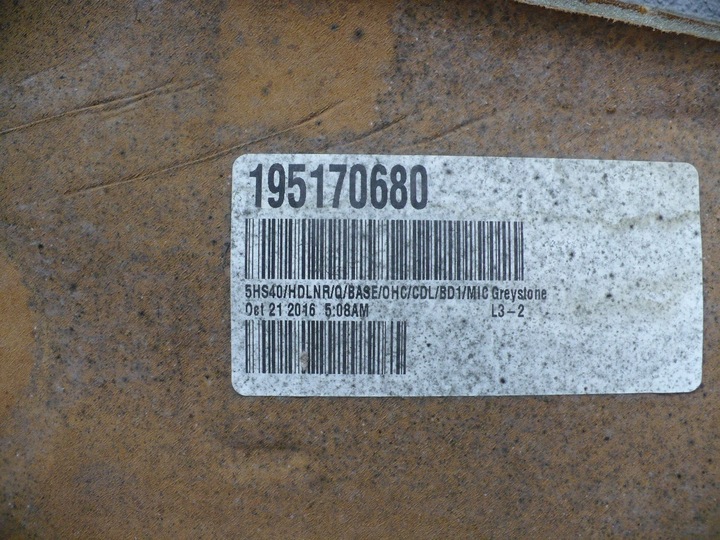 195170680
5HS40/HDLNR/Q/BASE/OHC/CDL/BD1/MIC Greystone
Oct 21 2016 5:08AM L3-2